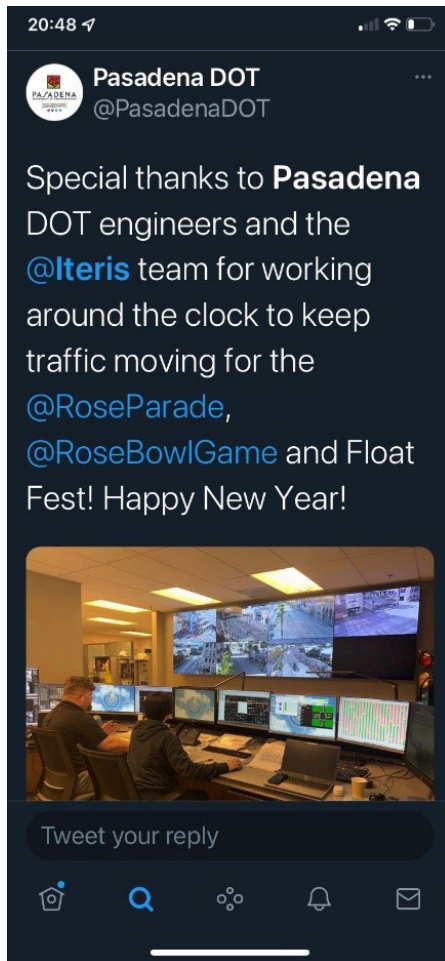 20:48
Pasadena DOT
@PasadenaDOT
PASADENA
Special thanks to Pasadena
DOT engineers and the
@Iteris team for working
around the clock to keep
traffic moving for the
@RoseParade,
@RoseBowlGame and Float
Fest! Happy New Year!
Tweet your reply